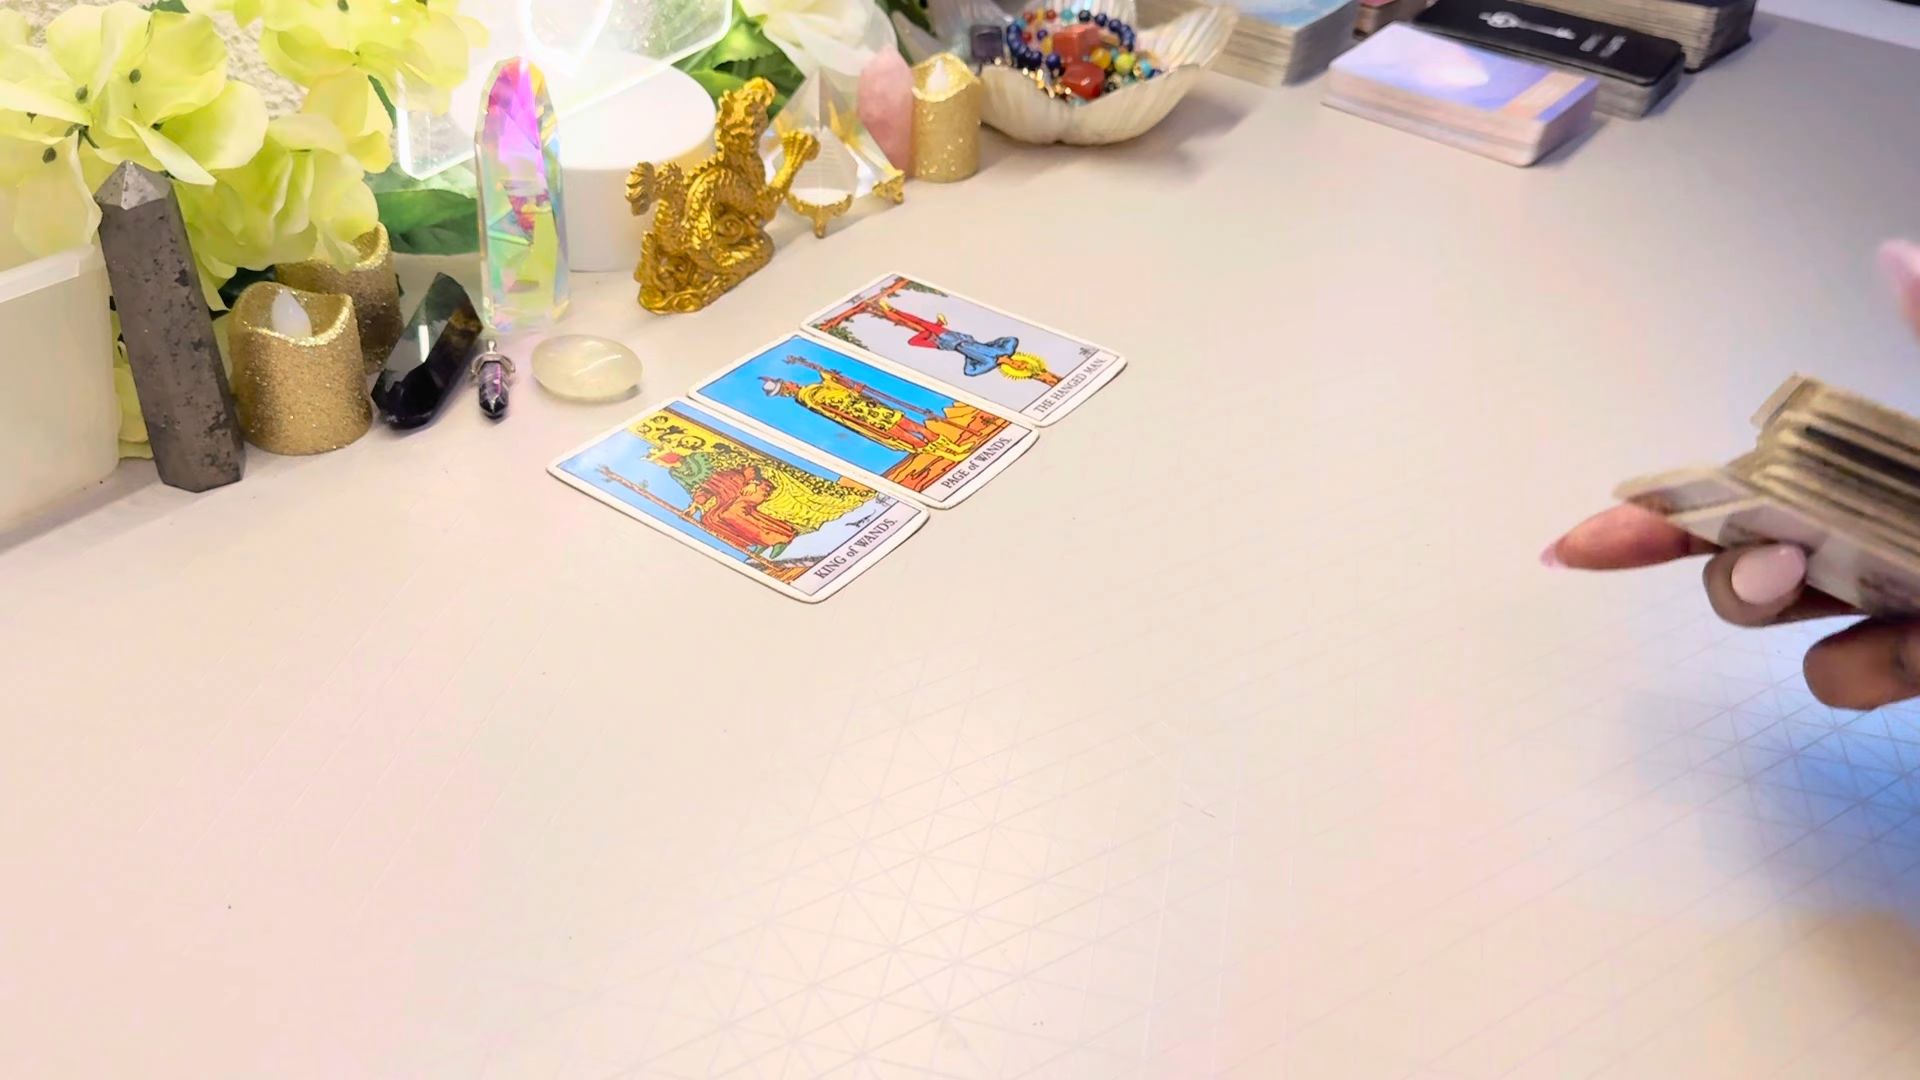 KING of WANDS.
PAGE of WANDS.
THE HANGED MAN.